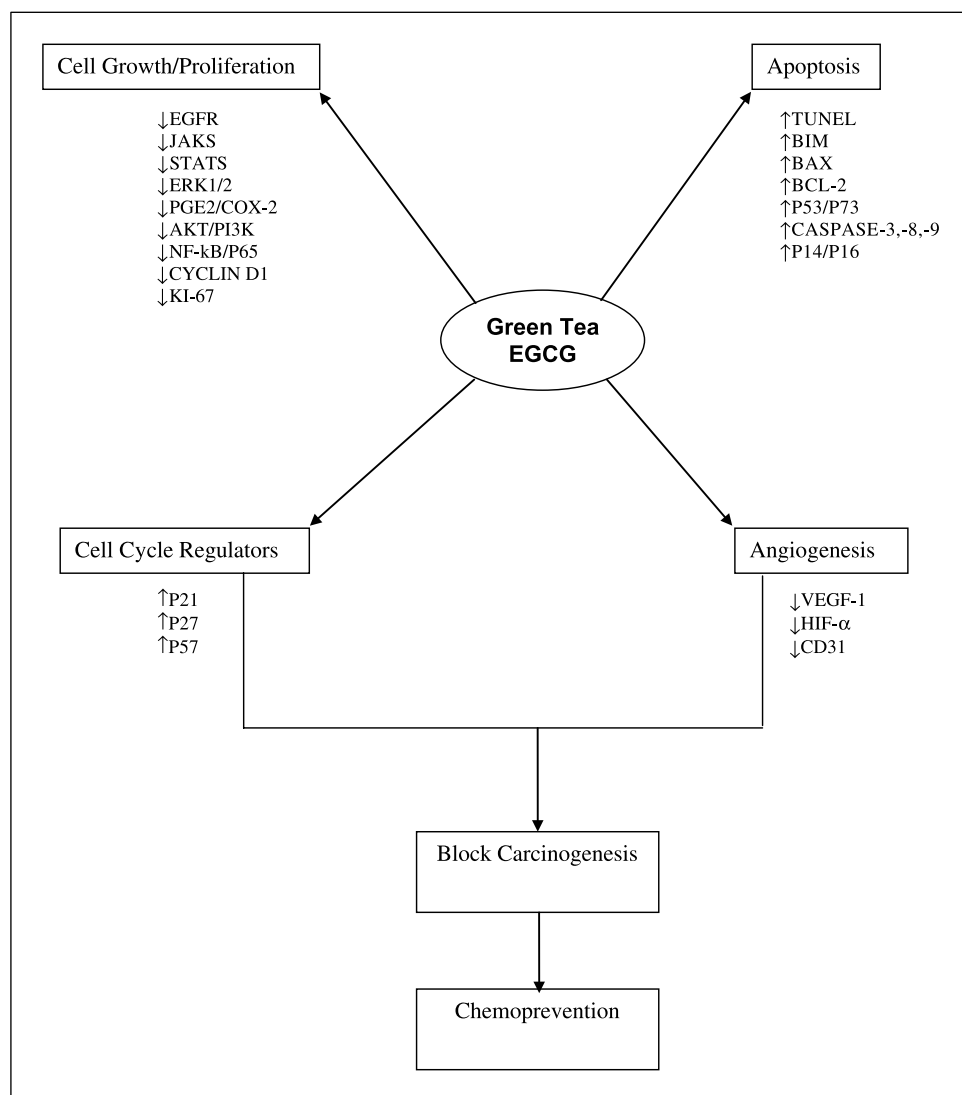 Cell Growth/Proliferation
↓EGFR
↓JAKS
↓STATS
↓ERK1/2
↓PGE2/COX-2
↓AKT/PI3K
↓NF-kB/P65
↓CYCLIN D1
↓KI-67
Apoptosis
↑TUNEL
↑BIM
↑BAX
↑BCL-2
↑P53/P73
↑CASPASE-3,-8,-9
↑P14/P16
Green Tea
EGCG
Cell Cycle Regulators
↑P21
↑P27
↑P57
Angiogenesis
↓VEGF-1
↓HIF-α
↓CD31
Block Carcinogenesis
Chemoprevention